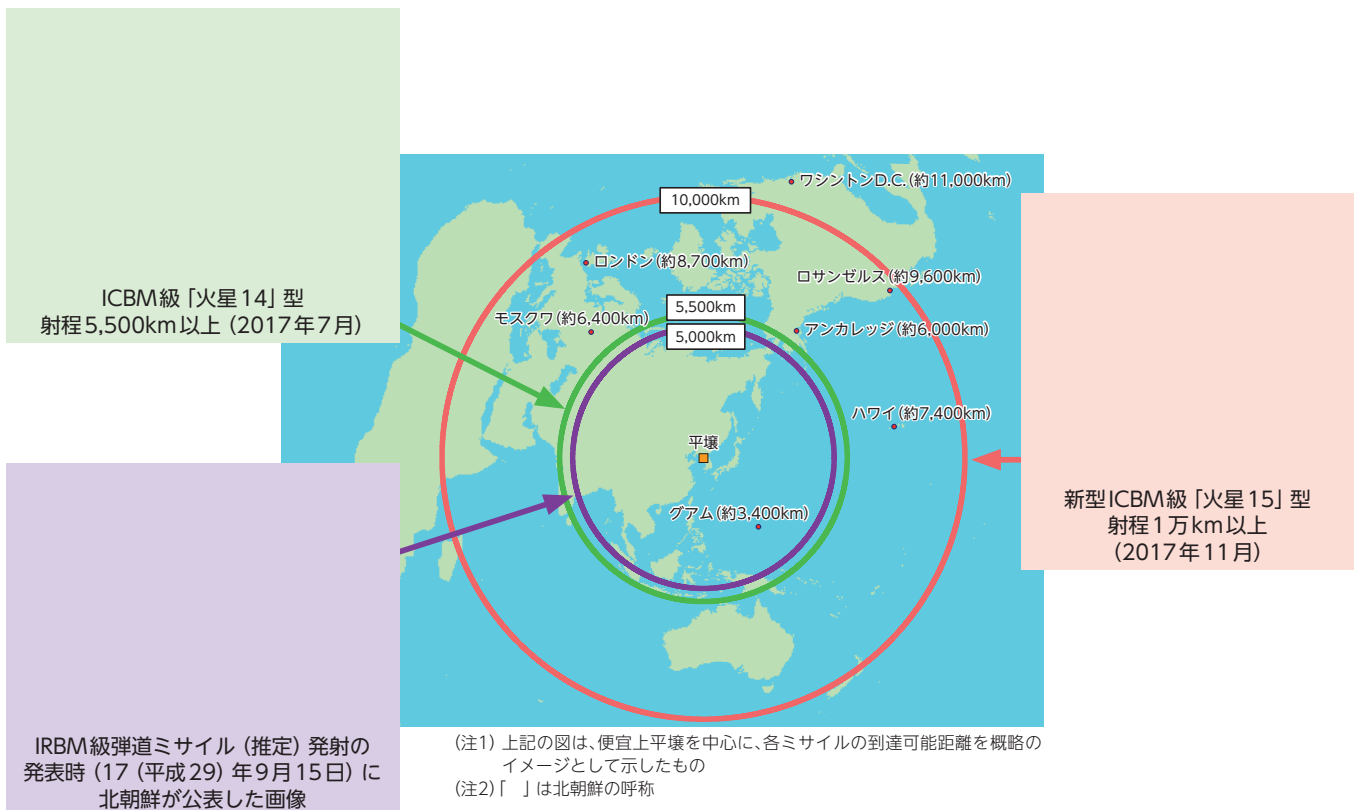 ICBM級「火星14」型
射程5,500km以上（2017年7月）
IRBM級弾道ミサイル（推定）発射の
発表時（17（平成29）年9月15日）に
北朝鮮が公表した画像
ワシントンD.C.（約11,000km）
10,000km
ロンドン（約8,700km）
ロサンゼルス（約9,600km）
5,500km
モスクワ（約6,400km）
アンカレッジ（約6,000km）
5,000km
ハワイ（約7,400km）
平壌
グアム（約3,400km）
新型ICBM級「火星15」型
射程1万km以上
（2017年11月）
（注1）上記の図は、便宜上平壌を中心に、各ミサイルの到達可能距離を概略の
イメージとして示したもの
（注2）「　」は北朝鮮の呼称